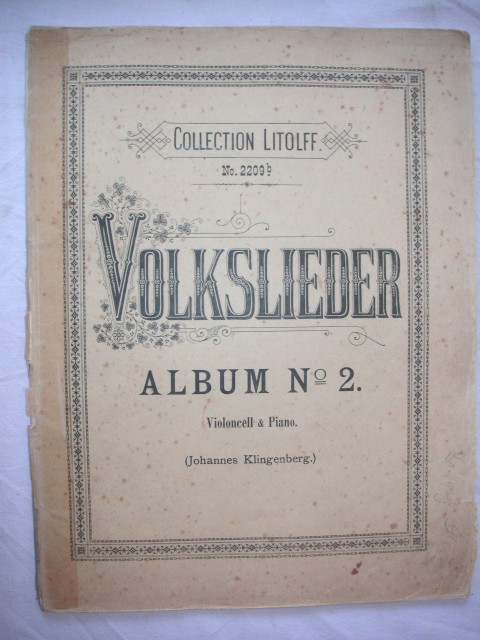 COLLECTION LITOLFF.
No. 2209b
VOLKSLIEDER
ALBUM No 2.
Violoncell & Piano.
(Johannes Klingenberg.)